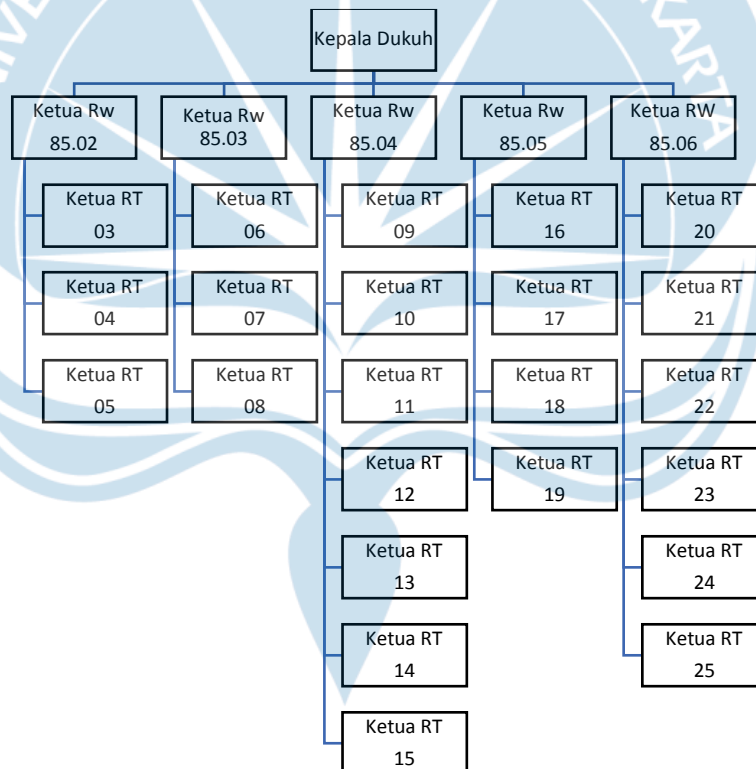 Kepala Dukuh
Ketua Rw
85.02
Ketua RT
03
Ketua RT
04
Ketua RT
05
Ketua Rw
85.03
Ketua RT
06
Ketua RT
07
Ketua RT
08
Ketua Rw
85.04
Ketua RT
09
Ketua RT
10
Ketua RT
11
Ketua RT
12
Ketua RT
13
Ketua RT
14
Ketua RT
15
Ketua Rw
85.05
Ketua RT
16
Ketua RT
17
Ketua RT
18
Ketua RT
19
Ketua RW
85.06
Ketua RT
20
Ketua RT
21
Ketua RT
22
Ketua RT
23
Ketua RT
24
Ketua RT
25